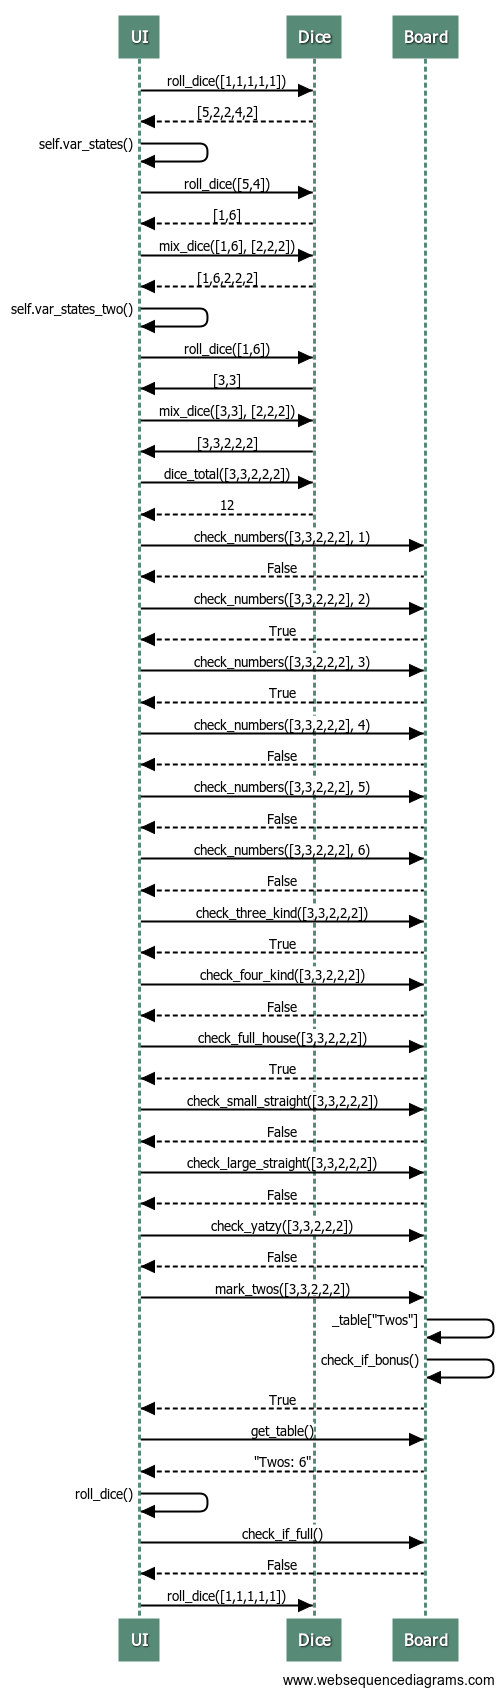 UI Dice Board
roll_dice([1,1,1,1,1])
[5,2,2,4,2]
self.var_states()
roll_dice([5,4])
[1,6]
mix_dice([1,6], [2,2,2])
[1,6,2,2,2]
self.var_states_two()
roll_dice([1,6])
[3,3]
mix_dice([3,3], [2,2,2])
[3,3,2,2,2]
dice_total([3,3,2,2,2])
12
check_numbers([3,3,2,2,2], 1)
False
check_numbers([3,3,2,2,2], 2)
True
check_numbers([3,3,2,2,2], 3)
True
check_numbers([3,3,2,2,2], 4)
False
check_numbers([3,3,2,2,2], 5)
False
check_numbers([3,3,2,2,2], 6)
False
check_three_kind([3,3,2,2,2])
True
check_four_kind([3,3,2,2,2])
False
check_full_house([3,3,2,2,2])
True
check_small_straight([3,3,2,2,2])
False
check_large_straight([3,3,2,2,2])
False
check_yatzy([3,3,2,2,2])
False
mark_twos([3,3,2,2,2])
_table["Twos"]
check_if_bonus()
True
get_table()
"Twos: 6"
roll_dice()
check_if_full()
False
roll_dice([1,1,1,1,1])
UI Dice Board
www.websequencediagrams.com